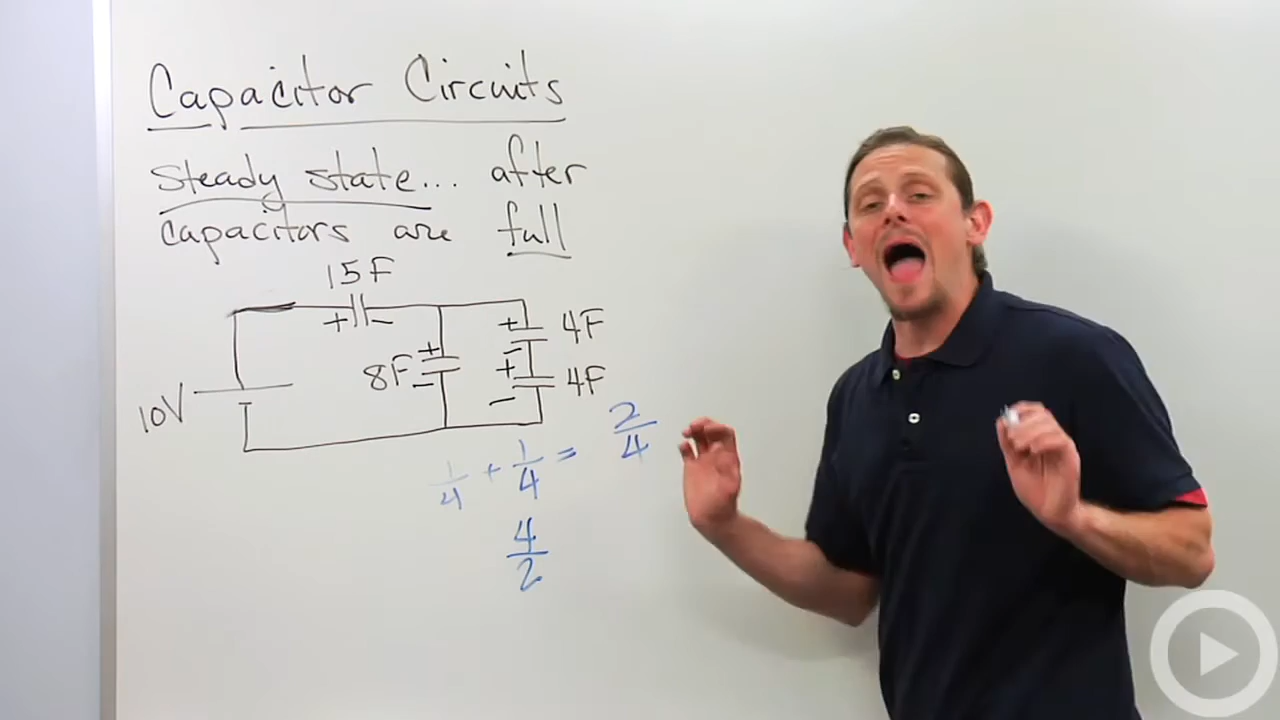 Capacitor Circuits
steady state... after
capacitors are full
15F
+ -
10V
8F
+
-
+
-
4F
+
-
4F
1/4 + 1/4 = 2/4
4/2